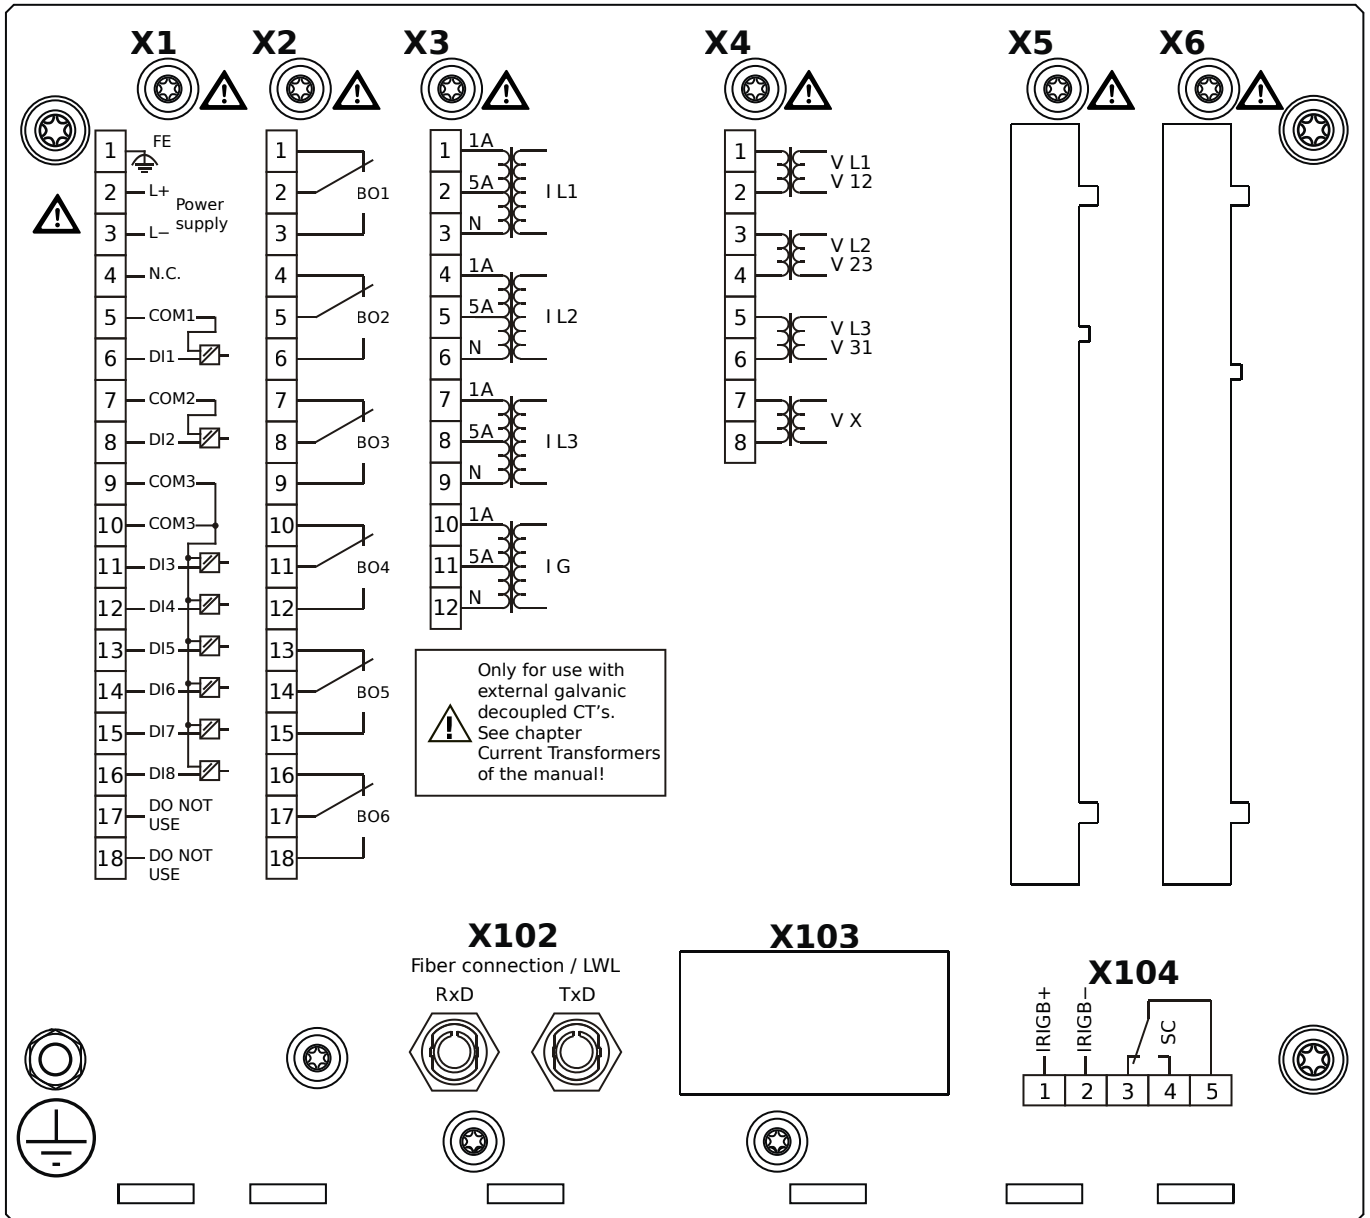 X1
X2
X3
X4
X5
X6
1
FE
2
L+
Power
supply
3
L−
4
N.C.
5
COM1
6
DI1
7
COM2
8
DI2
9
COM3
10
COM3
11
DI3
12
DI4
13
DI5
14
DI6
15
DI7
16
DI8
17
DO NOT
USE
18
DO NOT
USE
1
2
BO1
3
4
5
BO2
6
7
8
BO3
9
10
11
BO4
12
13
14
BO5
15
16
17
BO6
18
1
1A
2
5A
I L1
3
N
4
1A
5
5A
I L2
6
N
7
1A
8
5A
I L3
9
N
10
1A
11
5A
I G
12
N
Only for use with
external galvanic
decoupled CT's.
See chapter
Current Transformers
of the manual!
1
2
V L1
V 12
3
4
V L2
V 23
5
6
V L3
V 31
7
8
V X
X102
Fiber connection / LWL
RxD
TxD
X103
X104
IRIGB+
IRIGB−
SC
1
2
3
4
5